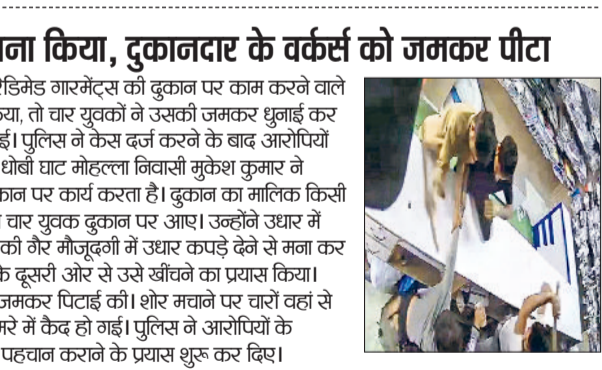 ना किया, दुकानदार के वर्कर्स को जमकर पीटा
रेडिमेड गारमेंट्स की दुकान पर काम करने वाले
या, तो चार युवकों ने उसकी जमकर धुनाई कर
ई। पुलिस ने केस दर्ज करने के बाद आरोपियों
धोबी घाट मोहल्ला निवासी मुकेश कुमार ने
कान पर कार्य करता है। दुकान का मालिक किसी
चार युवक दुकान पर आए। उन्होंने उधार में
की गैर मौजूदगी में उधार कपड़े देने से मना कर
के दूसरी ओर से उसे खींचने का प्रयास किया।
जमकर पिटाई की। शोर मचाने पर चारों वहां से
मरे में कैद हो गई। पुलिस ने आरोपियों के
पहचान कराने के प्रयास शुरू कर दिए।